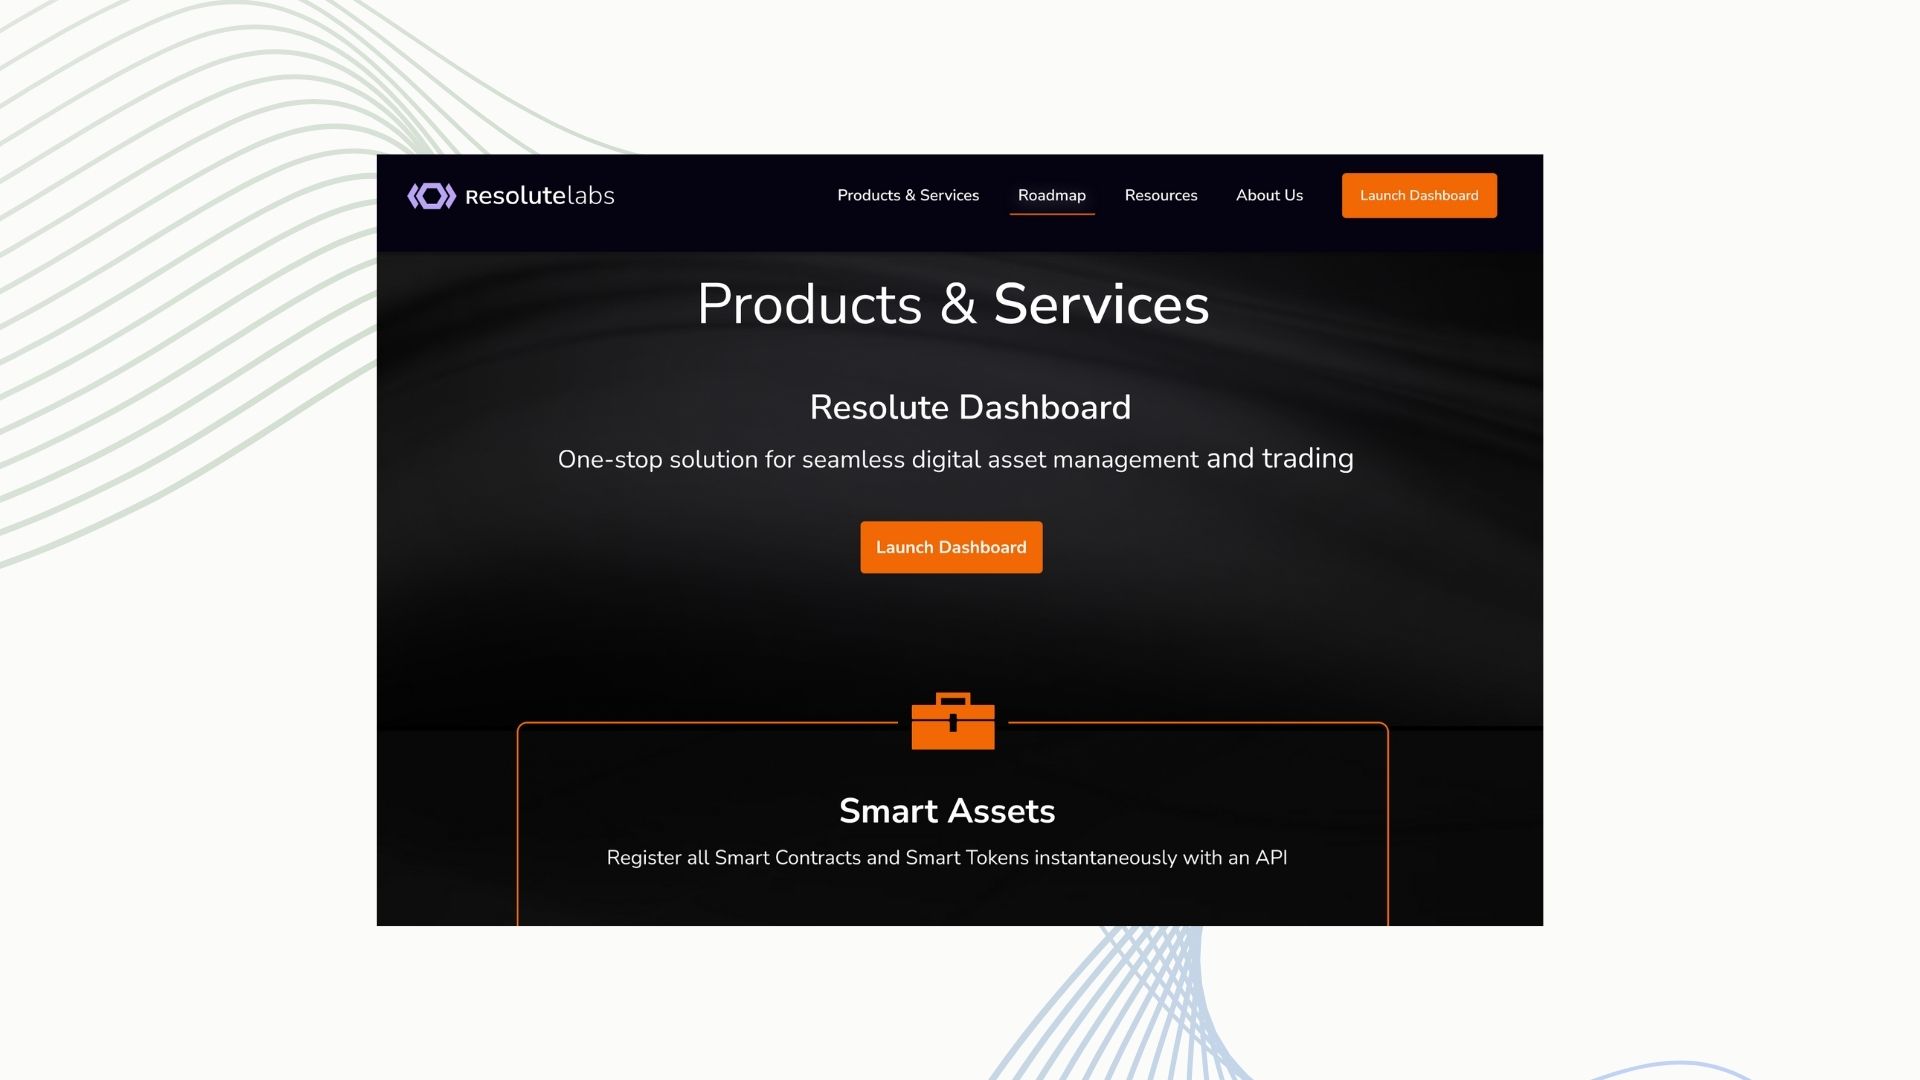 Resolutelabs
Products & Services
Roadmap
Resources
About Us
Launch Dashboard
Products & Services
Resolute Dashboard
One-stop solution for seamless digital asset management and trading
Launch Dashboard
Smart Assets
Register all Smart Contracts and Smart Tokens instantaneously with an API